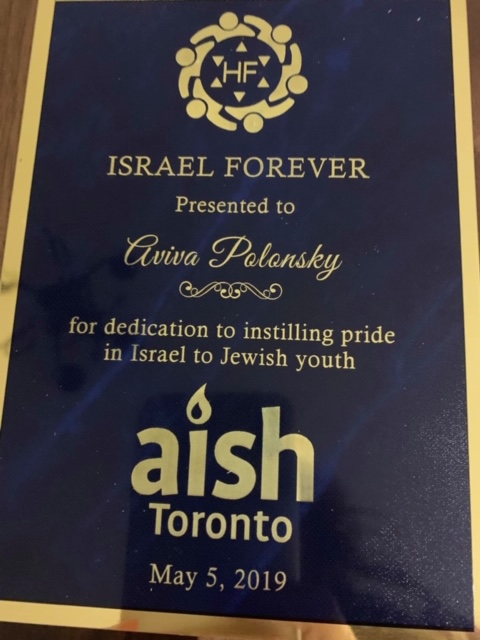 HF
ISRAEL FOREVER
Presented to
Aviva Polonsky
for dedication to instilling pride
in Israel to Jewish youth
aish
Toronto
May 5, 2019